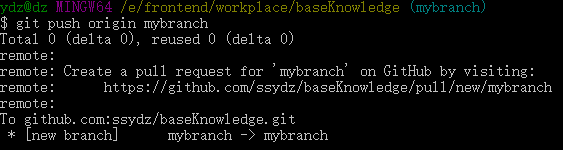 ydz@dz MINGW64 /e/frontend/workplace/baseKnowledge (mybranch)
$ git push origin mybranch
Total 0 (delta 0), reused 0 (delta 0)
remote:
remote: Create a pull request for 'mybranch' on GitHub by visiting:
remote:      https://github.com/ssydz/baseKnowledge/pull/new/mybranch
remote:
To github.com:ssydz/baseKnowledge.git
 * [new branch]      mybranch -> mybranch